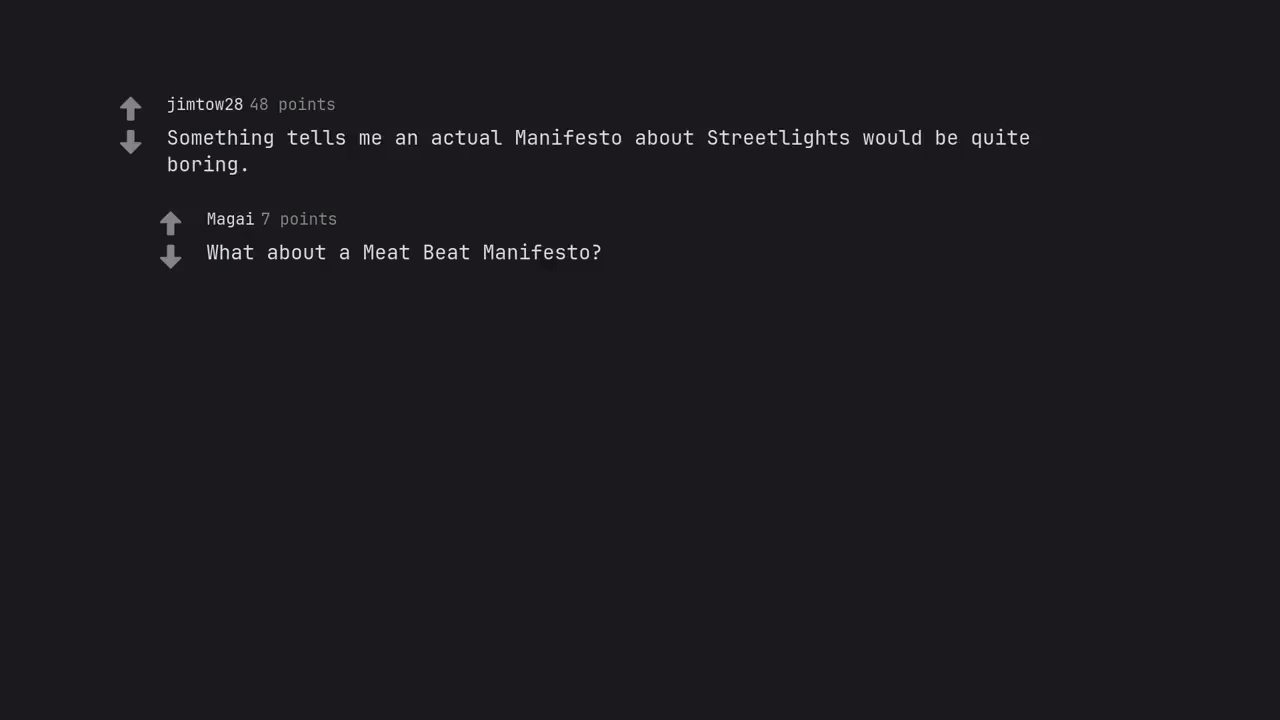 jimtow28 48 points
Something tells me an actual Manifesto about Streetlights would be quite
boring.
Magai 7 points
What about a Meat Beat Manifesto?